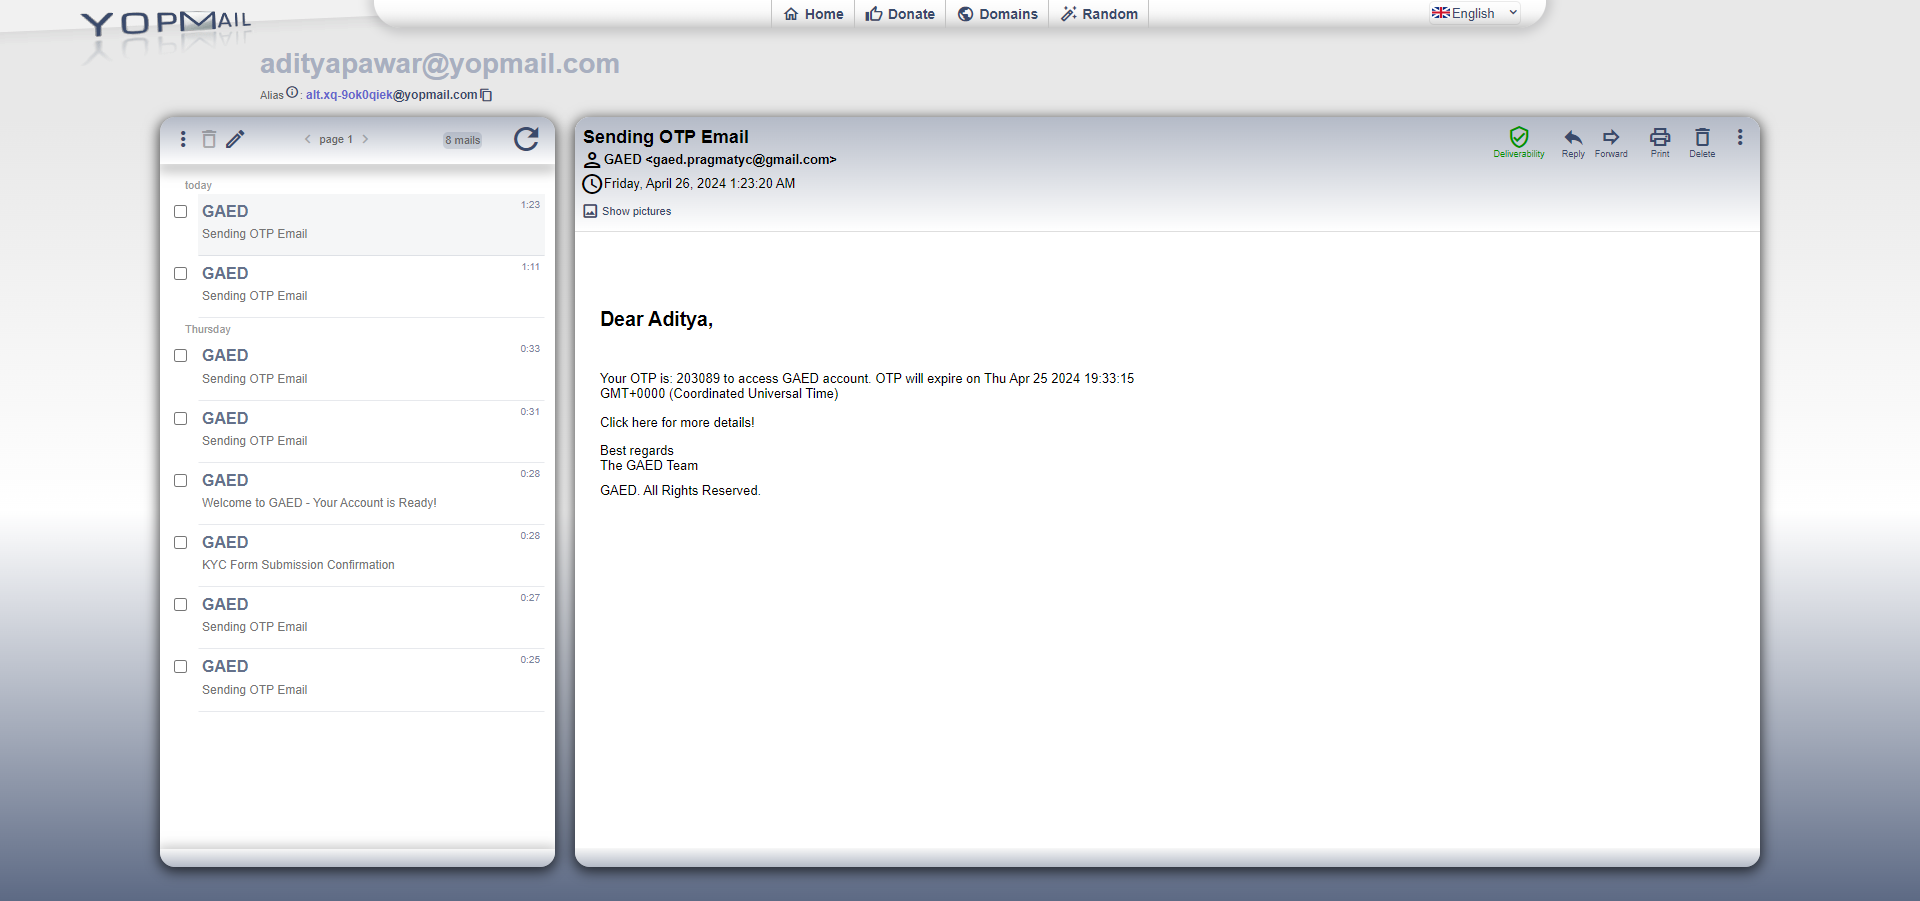 YOPMAIL
Home
Donate
Domains
Random
English
adityapawar@yopmail.com
Alias : alt.xq-9ok0qiek@yopmail.com
page 1
8 mails
today
GAED 1:23
Sending OTP Email
GAED 1:11
Sending OTP Email
Thursday
GAED 0:33
Sending OTP Email
GAED 0:31
Sending OTP Email
GAED 0:28
Welcome to GAED - Your Account is Ready!
GAED 0:28
KYC Form Submission Confirmation
GAED 0:27
Sending OTP Email
GAED 0:25
Sending OTP Email
Sending OTP Email
GAED <gaed.pragmatyc@gmail.com>
Friday, April 26, 2024 1:23:20 AM
Show pictures
Deliverability
Reply
Forward
Print
Delete
Dear Aditya,
Your OTP is: 203089 to access GAED account. OTP will expire on Thu Apr 25 2024 19:33:15
GMT+0000 (Coordinated Universal Time)
Click here for more details!
Best regards
The GAED Team
GAED. All Rights Reserved.